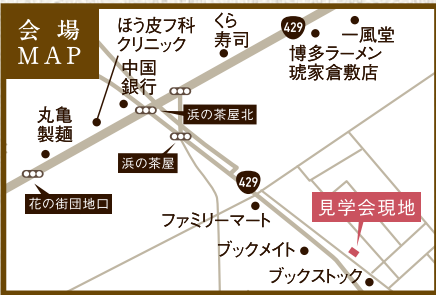 会場
MAP
ほう皮フ科
クリニック
くら
寿司
429
一風堂
博多ラーメン
琥家倉敷店
中国
銀行
丸亀
製麺
浜の茶屋北
浜の茶屋
花の街団地口
429
ファミリーマート
見学会現地
ブックメイト
ブックストック